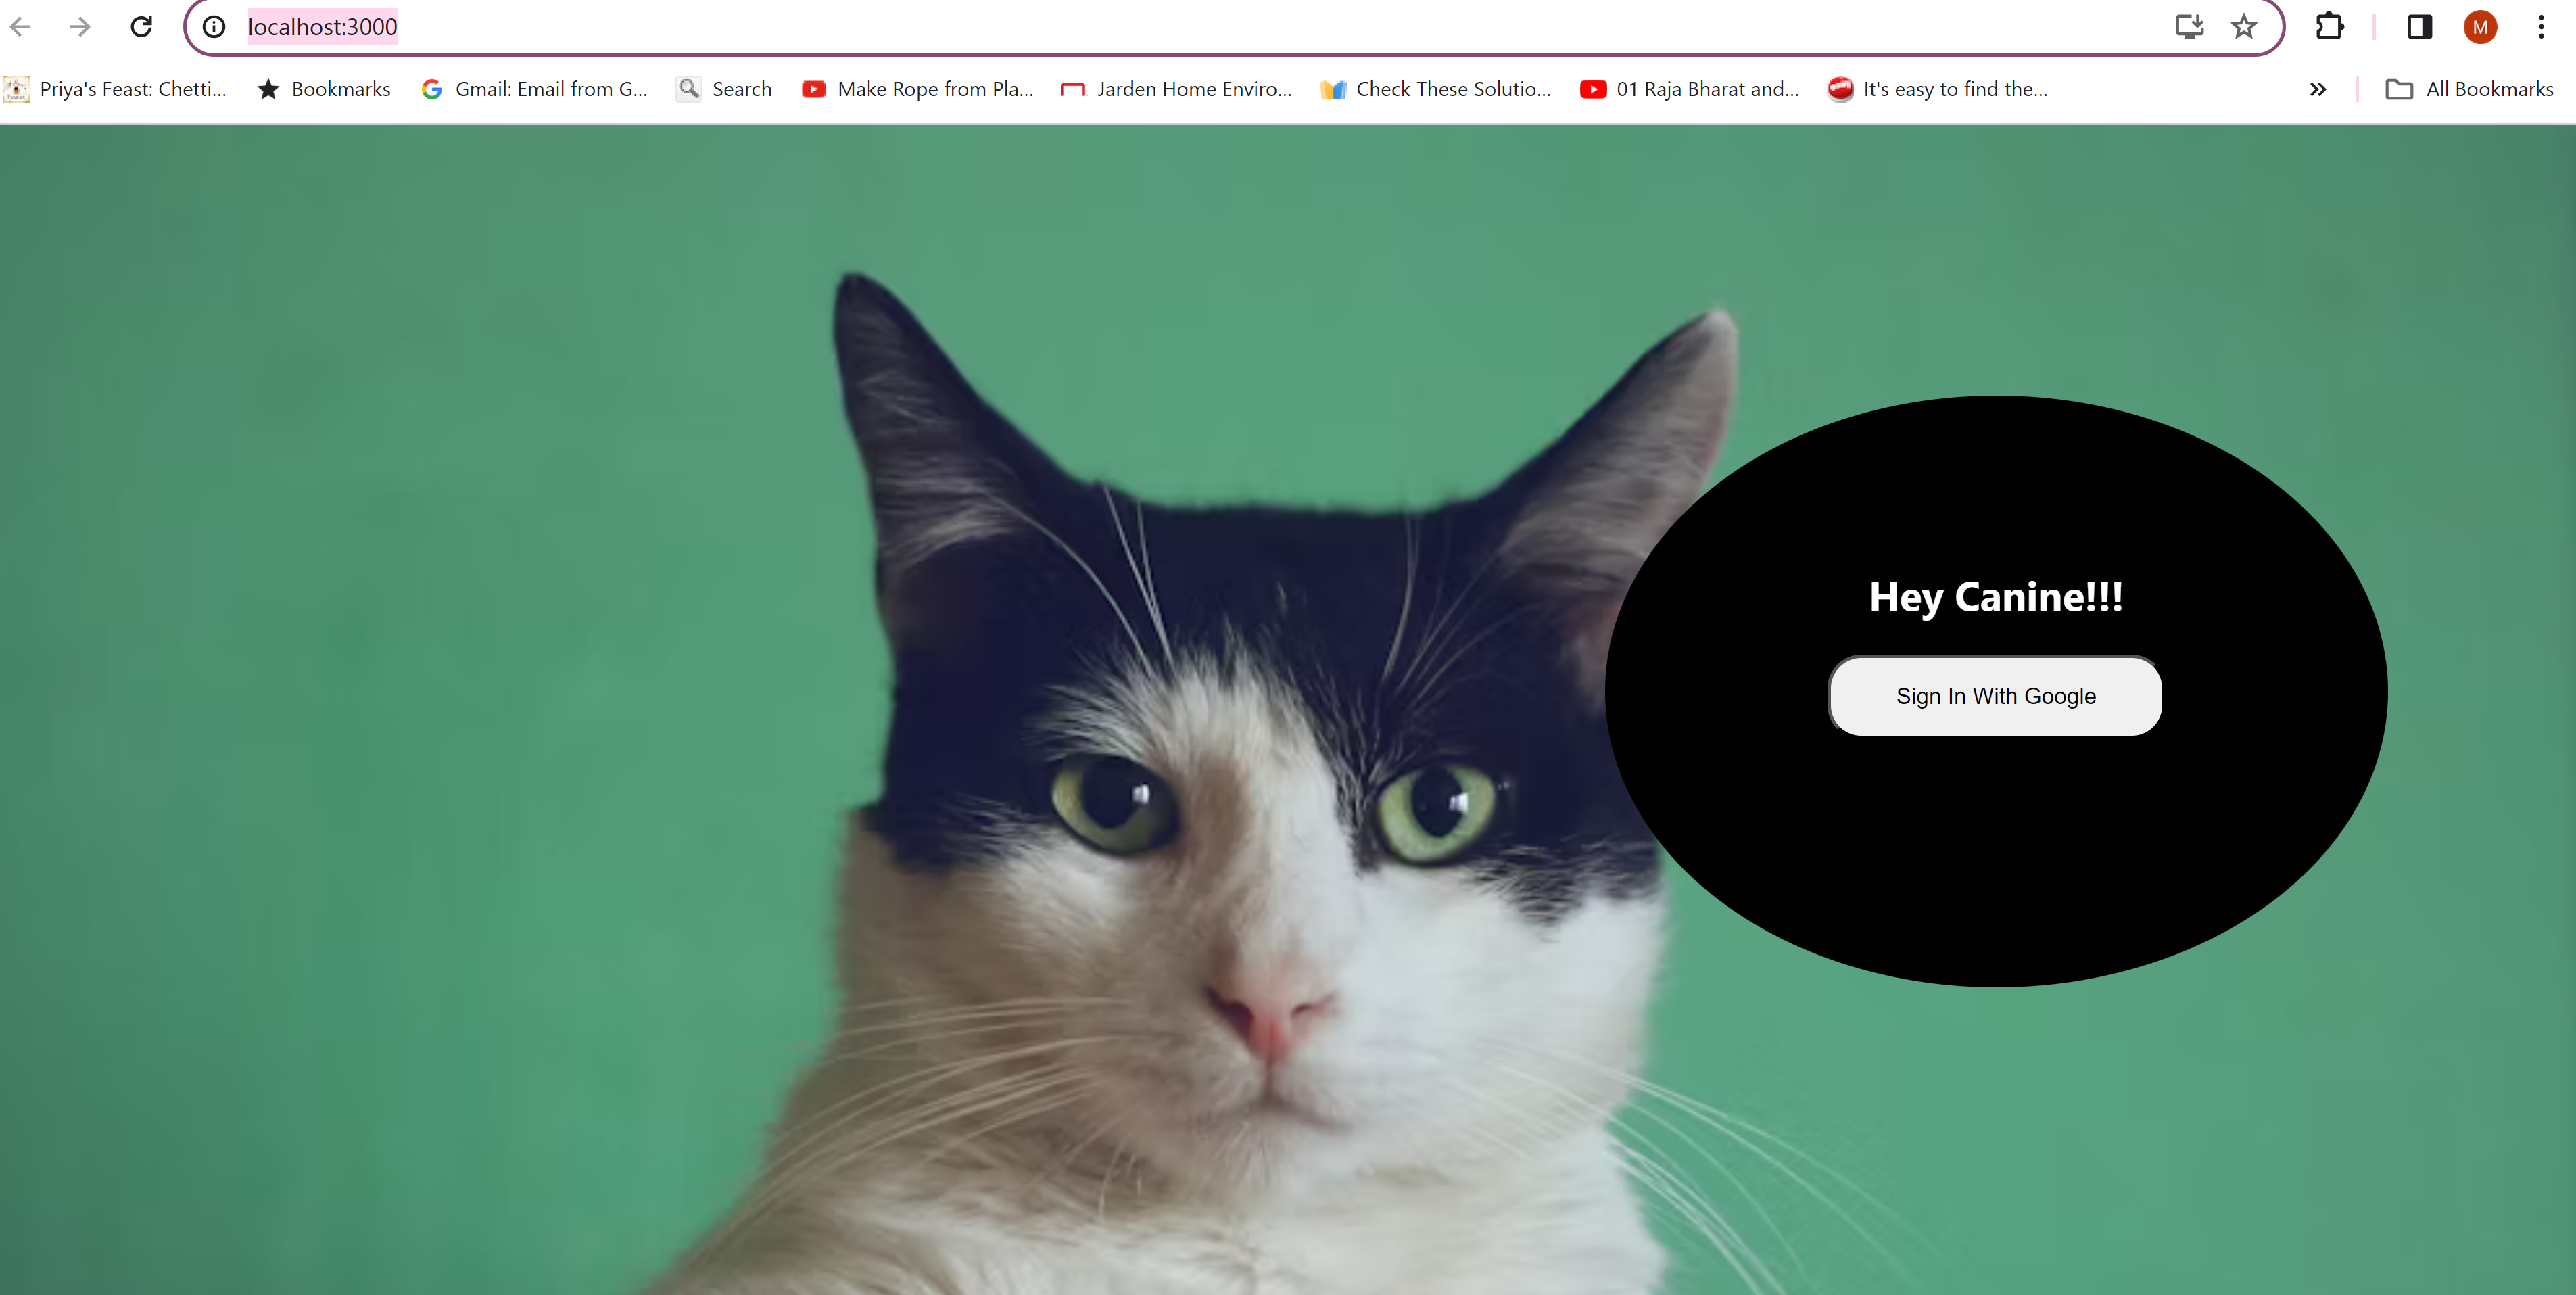 localhost:3000
M
Priya's Feast: Chetti...
Bookmarks
Gmail: Email from G...
Search
Make Rope from Pla...
Jarden Home Enviro...
Check These Solutio...
01 Raja Bharat and...
It's easy to find the...
All Bookmarks
Hey Canine!!!
Sign In With Google